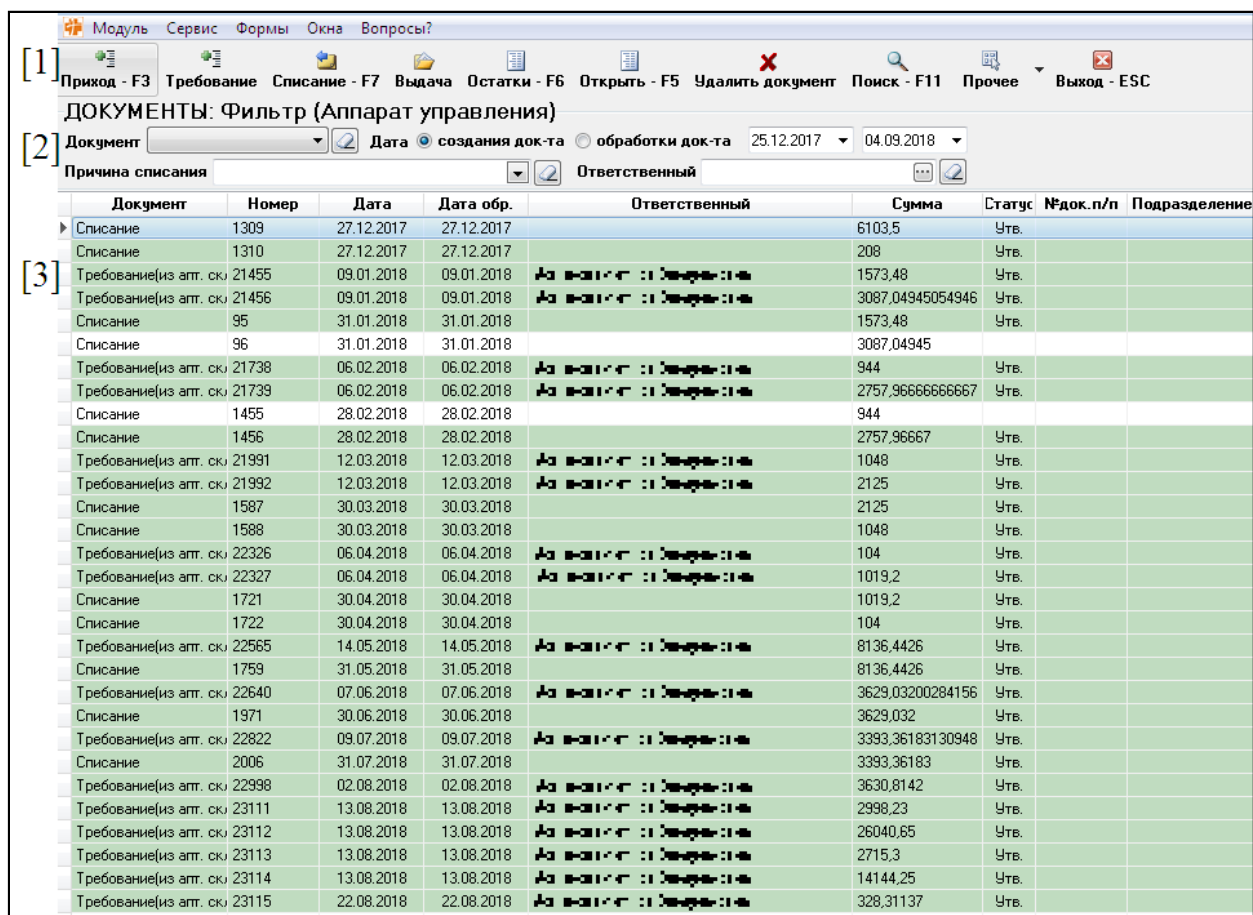 Модуль Сервис Формы Окна Вопросы?
[1]
Приход - F3 Требование Списание - F7 Выдача Остатки - F6 Открыть - F5 Удалить документ Поиск - F11 Прочее Выход - ESC
ДОКУМЕНТЫ: Фильтр (Аппарат управления)
[2] Документ Дата создания док-та обработки док-та 25.12.2017 04.09.2018
Причина списания Ответственный
Документ Номер Дата Дата обр. Ответственный Сумма Статус №док.п/п Подразделение
Списание 1309 27.12.2017 27.12.2017 6103,5 Утв.
Списание 1310 27.12.2017 27.12.2017 208 Утв.
[3] Требование(из апт. скл 21455 09.01.2018 09.01.2018 1573,48 Утв.
Требование(из апт. скл 21456 09.01.2018 09.01.2018 3087,04945054946 Утв.
Списание 95 31.01.2018 31.01.2018 1573,48 Утв.
Списание 96 31.01.2018 31.01.2018 3087,04945
Требование(из апт. скл 21738 06.02.2018 06.02.2018 944 Утв.
Требование(из апт. скл 21739 06.02.2018 06.02.2018 2757,96666666667 Утв.
Списание 1455 28.02.2018 28.02.2018 944
Списание 1456 28.02.2018 28.02.2018 2757,96667 Утв.
Требование(из апт. скл 21991 12.03.2018 12.03.2018 1048 Утв.
Требование(из апт. скл 21992 12.03.2018 12.03.2018 2125 Утв.
Списание 1587 30.03.2018 30.03.2018 2125 Утв.
Списание 1588 30.03.2018 30.03.2018 1048 Утв.
Требование(из апт. скл 22326 06.04.2018 06.04.2018 104 Утв.
Требование(из апт. скл 22327 06.04.2018 06.04.2018 1019,2 Утв.
Списание 1721 30.04.2018 30.04.2018 1019,2 Утв.
Списание 1722 30.04.2018 30.04.2018 104 Утв.
Требование(из апт. скл 22565 14.05.2018 14.05.2018 8136,4426 Утв.
Списание 1759 31.05.2018 31.05.2018 8136,4426 Утв.
Требование(из апт. скл 22640 07.06.2018 07.06.2018 3629,03200284156 Утв.
Списание 1971 30.06.2018 30.06.2018 3629,032 Утв.
Требование(из апт. скл 22822 09.07.2018 09.07.2018 3393,36183130948 Утв.
Списание 2006 31.07.2018 31.07.2018 3393,36183 Утв.
Требование(из апт. скл 22998 02.08.2018 02.08.2018 3630,8142 Утв.
Требование(из апт. скл 23111 13.08.2018 13.08.2018 2998,23 Утв.
Требование(из апт. скл 23112 13.08.2018 13.08.2018 26040,65 Утв.
Требование(из апт. скл 23113 13.08.2018 13.08.2018 2715,3 Утв.
Требование(из апт. скл 23114 13.08.2018 13.08.2018 14144,25 Утв.
Требование(из апт. скл 23115 22.08.2018 22.08.2018 328,31137 Утв.